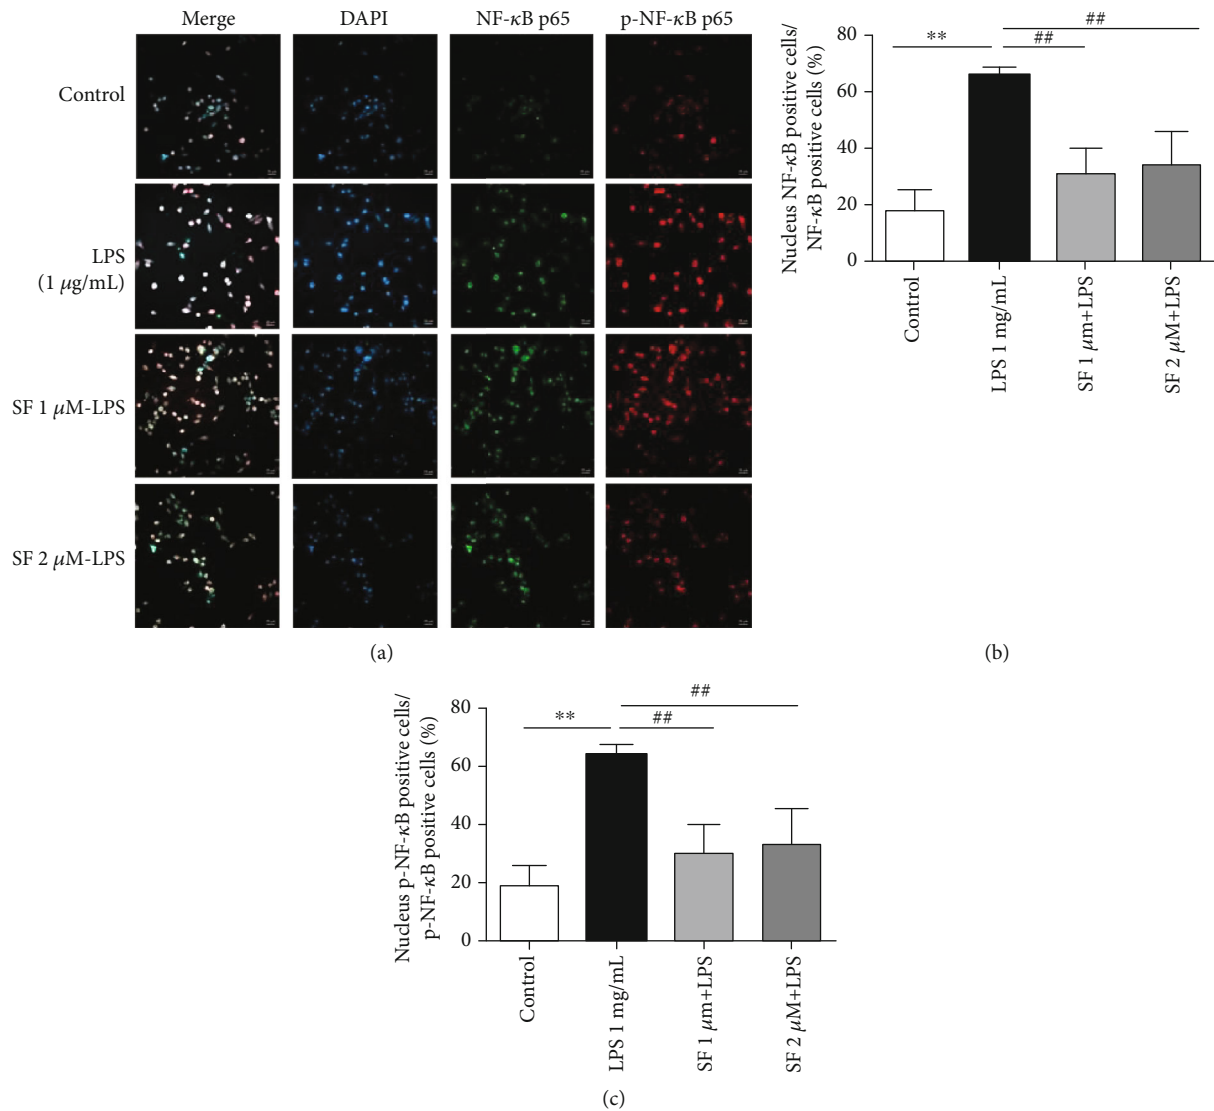 Merge DAPI NF-κB p65 p-NF-κB p65
Control
LPS
(1 μg/mL)
SF 1 μM-LPS
SF 2 μM-LPS
(a)
Nucleus NF-κB positive cells/
NF-κB positive cells (%)
80
60
40
20
0
**
##
##
Control
LPS 1 mg/mL
SF 1 μm+LPS
SF 2 μM+LPS
(b)
Nucleus p-NF-κB positive cells/
p-NF-κB positive cells (%)
80
60
40
20
0
**
##
##
Control
LPS 1 mg/mL
SF 1 μm+LPS
SF 2 μM+LPS
(c)